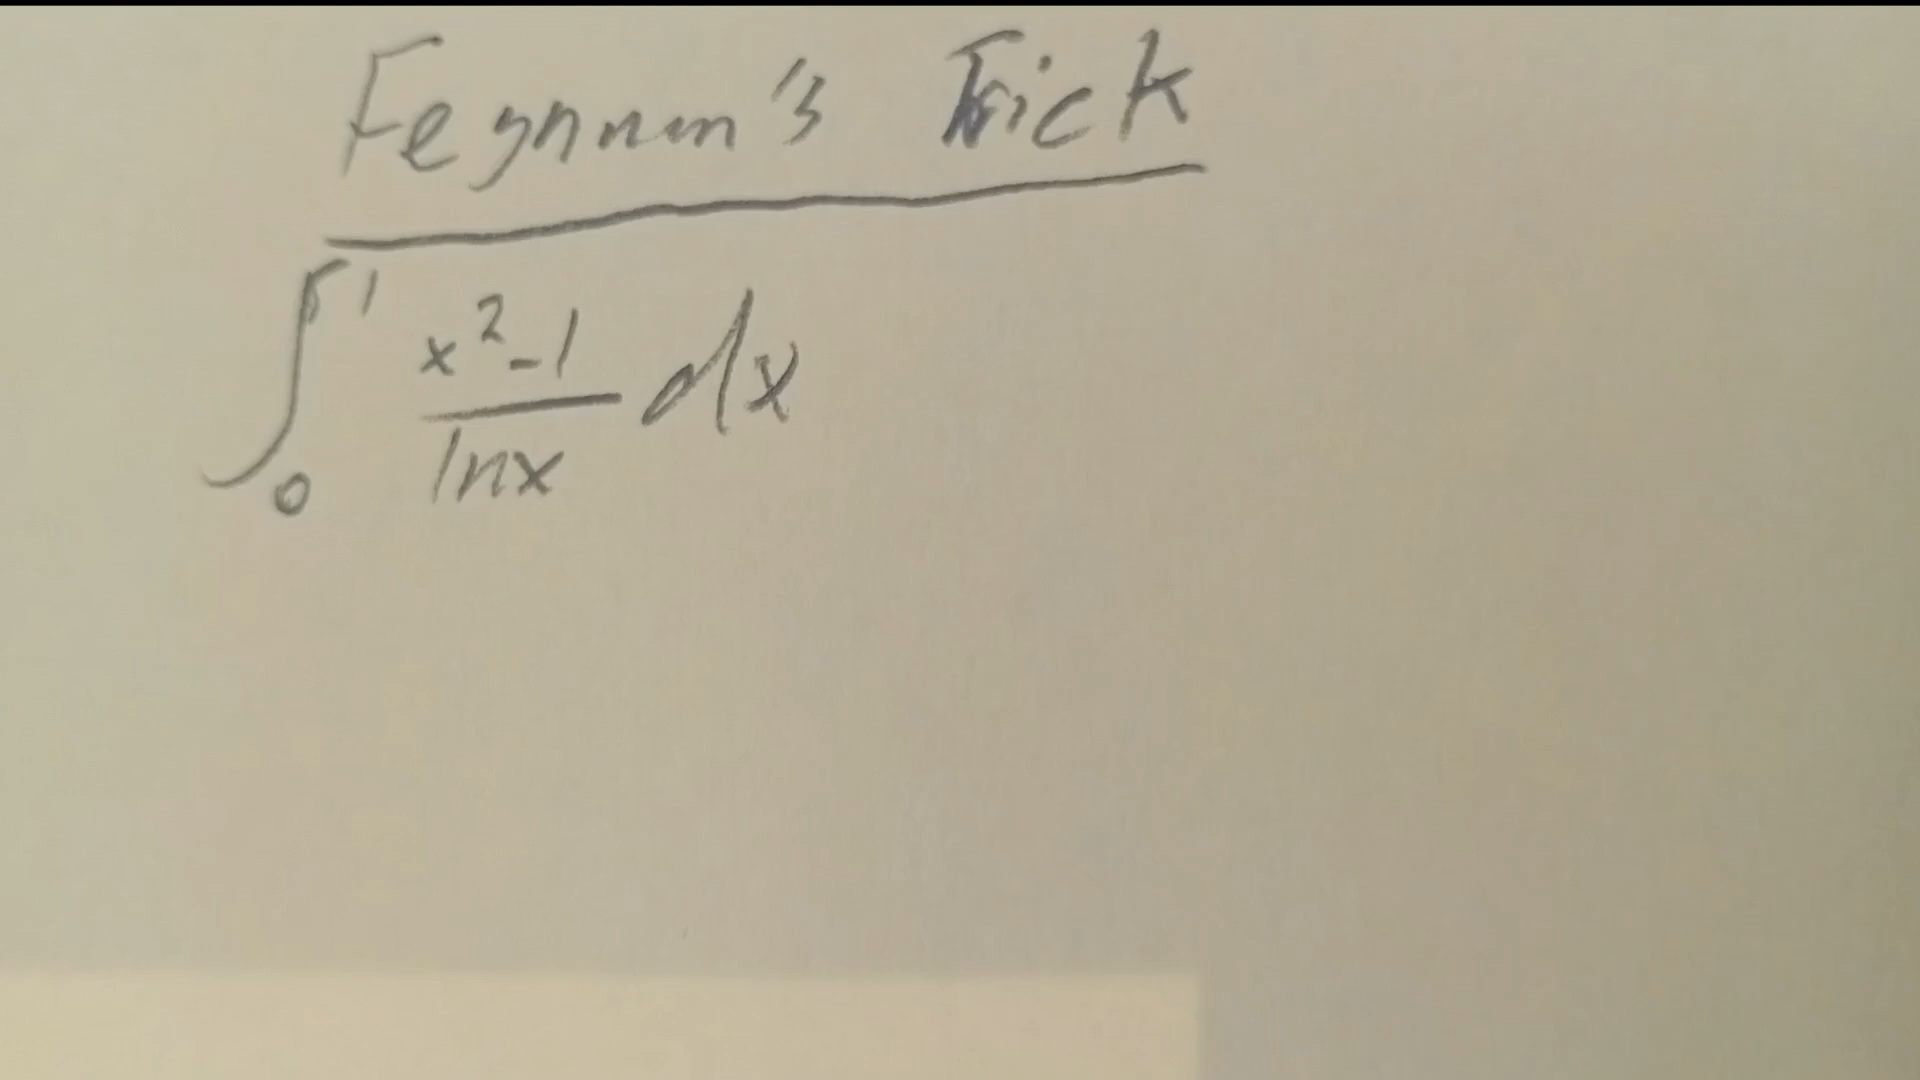 Feynman's Trick
∫₀¹ (x²-1)/(lnx) dx